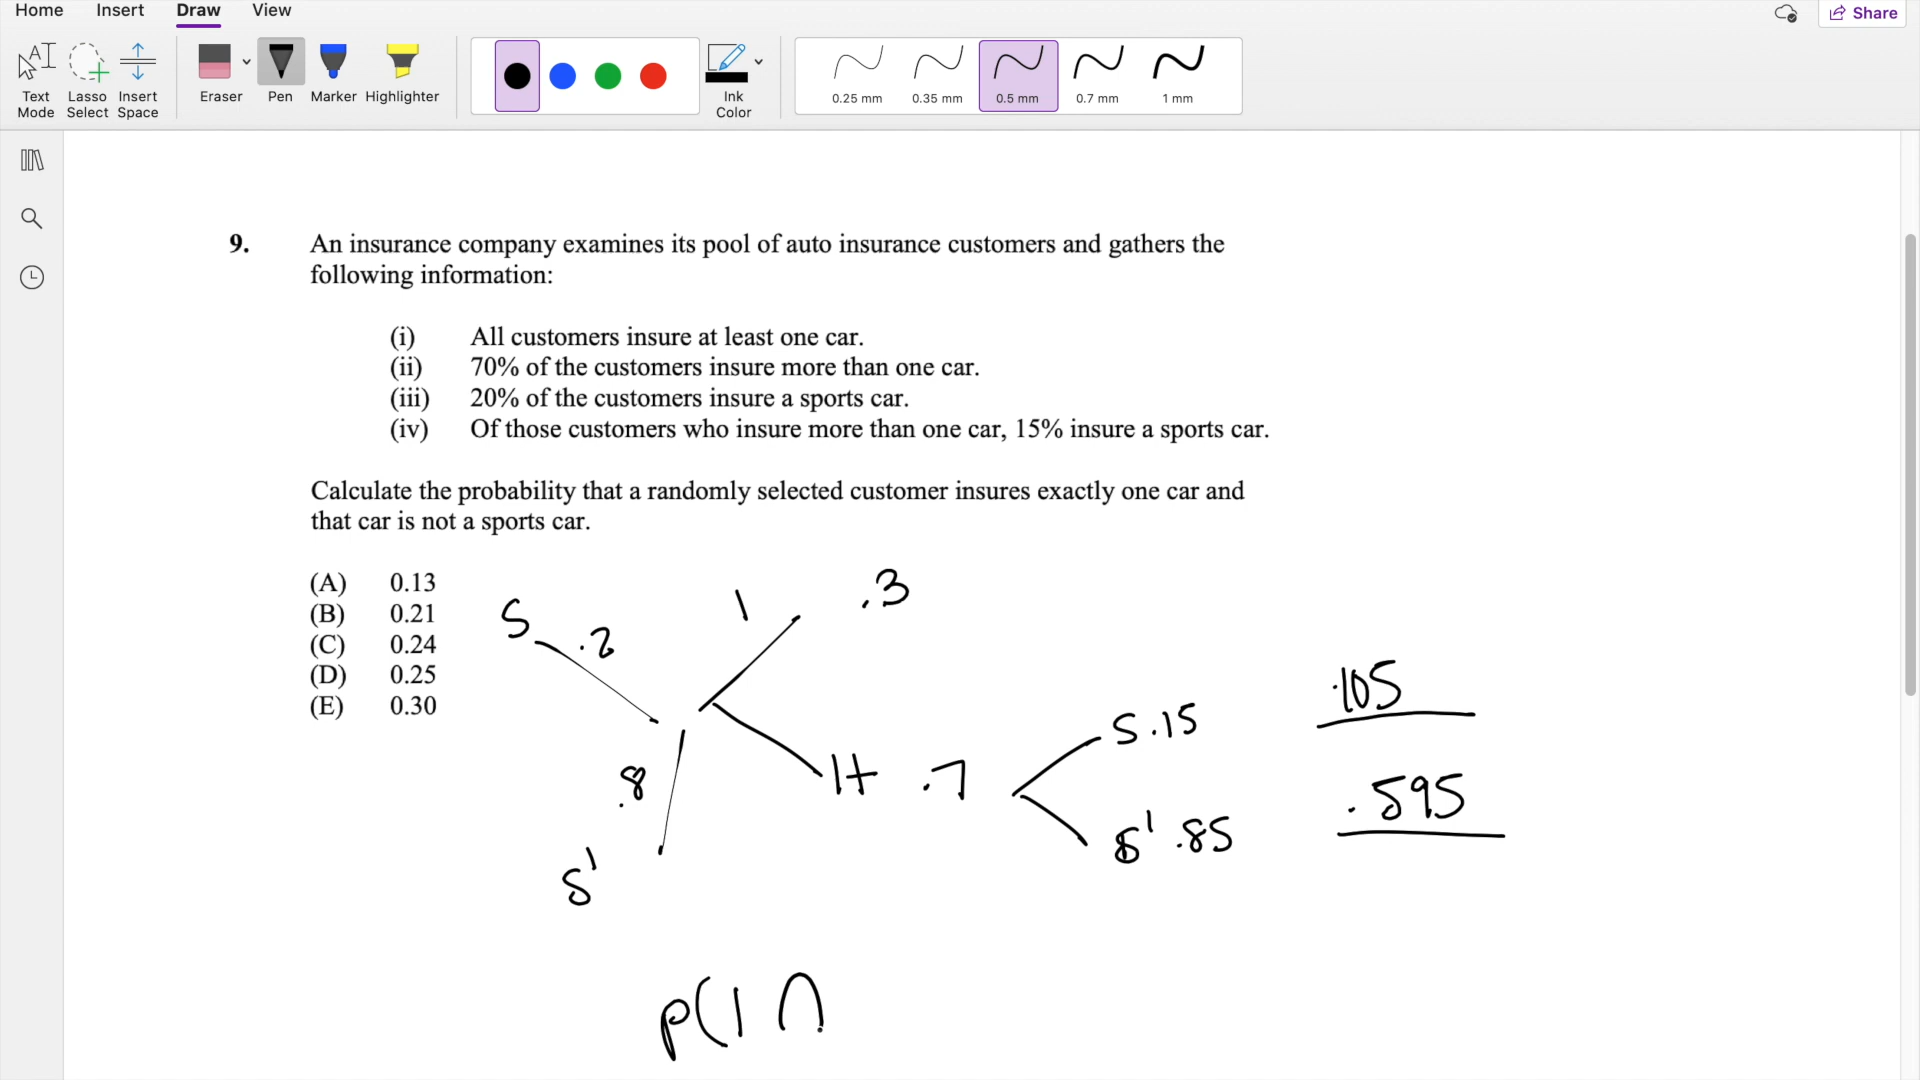 Home Insert Draw View
Share
AI
Text Mode
Lasso Select
Insert Space
Eraser
Pen
Marker
Highlighter
Ink Color
0.25 mm
0.35 mm
0.5 mm
0.7 mm
1 mm
9. An insurance company examines its pool of auto insurance customers and gathers the
following information:
(i) All customers insure at least one car.
(ii) 70% of the customers insure more than one car.
(iii) 20% of the customers insure a sports car.
(iv) Of those customers who insure more than one car, 15% insure a sports car.
Calculate the probability that a randomly selected customer insures exactly one car and
that car is not a sports car.
(A) 0.13
(B) 0.21
(C) 0.24
(D) 0.25
(E) 0.30
S .2
1 .3
.8
S'
1+ .7
S .15
.105
S' .85
.595
P(1 ∩